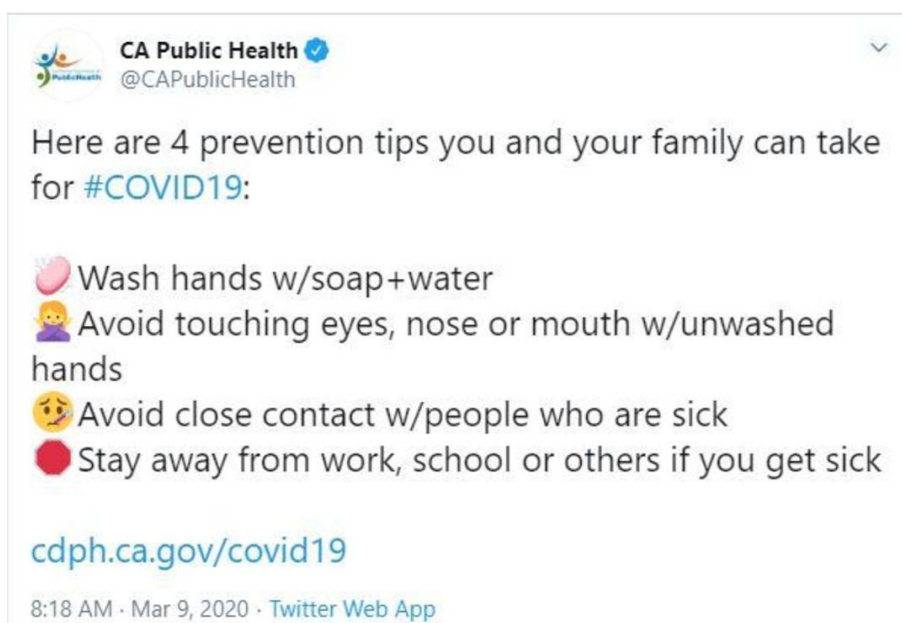 CA Public Health
@CAPublicHealth
Here are 4 prevention tips you and your family can take
for #COVID19:
Wash hands w/soap+water
Avoid touching eyes, nose or mouth w/unwashed
hands
Avoid close contact w/people who are sick
Stay away from work, school or others if you get sick
cdph.ca.gov/covid19
8:18 AM · Mar 9, 2020 · Twitter Web App